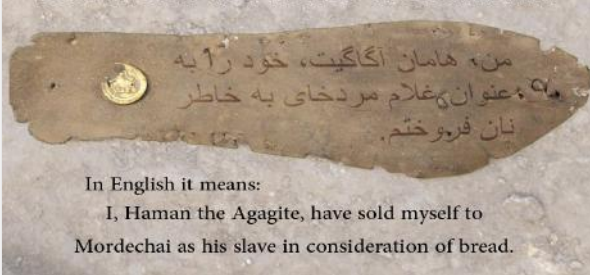 من، هامان آگاگیت، خود را به
عنوان غلام مردخای به خاطر
نان فروختم.
In English it means:
I, Haman the Agagite, have sold myself to
Mordechai as his slave in consideration of bread.